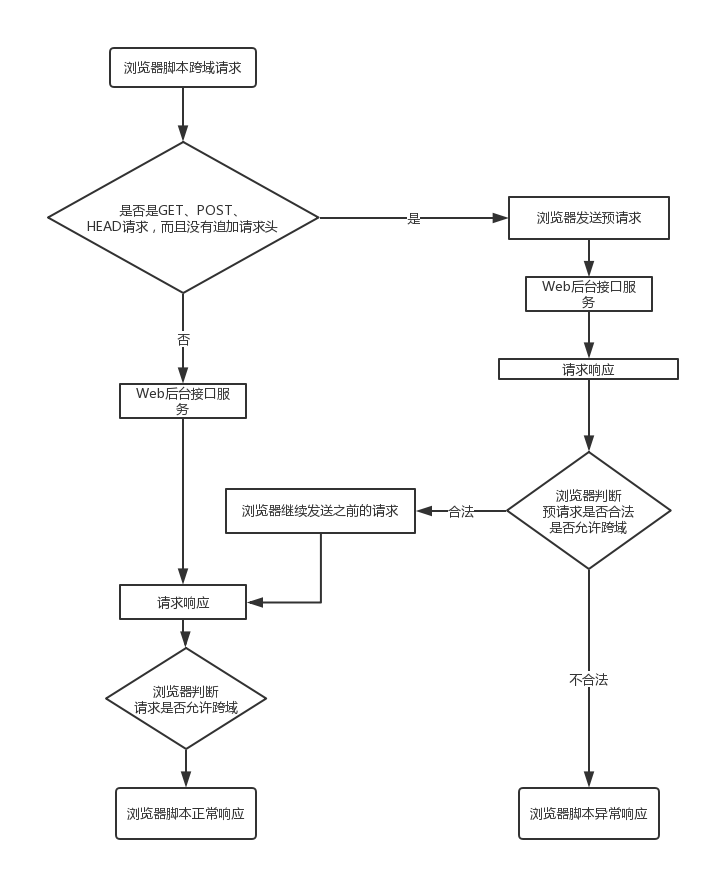 浏览器脚本跨域请求
是否是GET、POST、
HEAD请求，而且没有追加请求头
是
浏览器发送预请求
Web后台接口服
务
请求响应
否
Web后台接口服
务
浏览器判断
预请求是否合法
是否允许跨域
合法
浏览器继续发送之前的请求
请求响应
浏览器判断
请求是否允许跨域
不合法
浏览器脚本正常响应
浏览器脚本异常响应